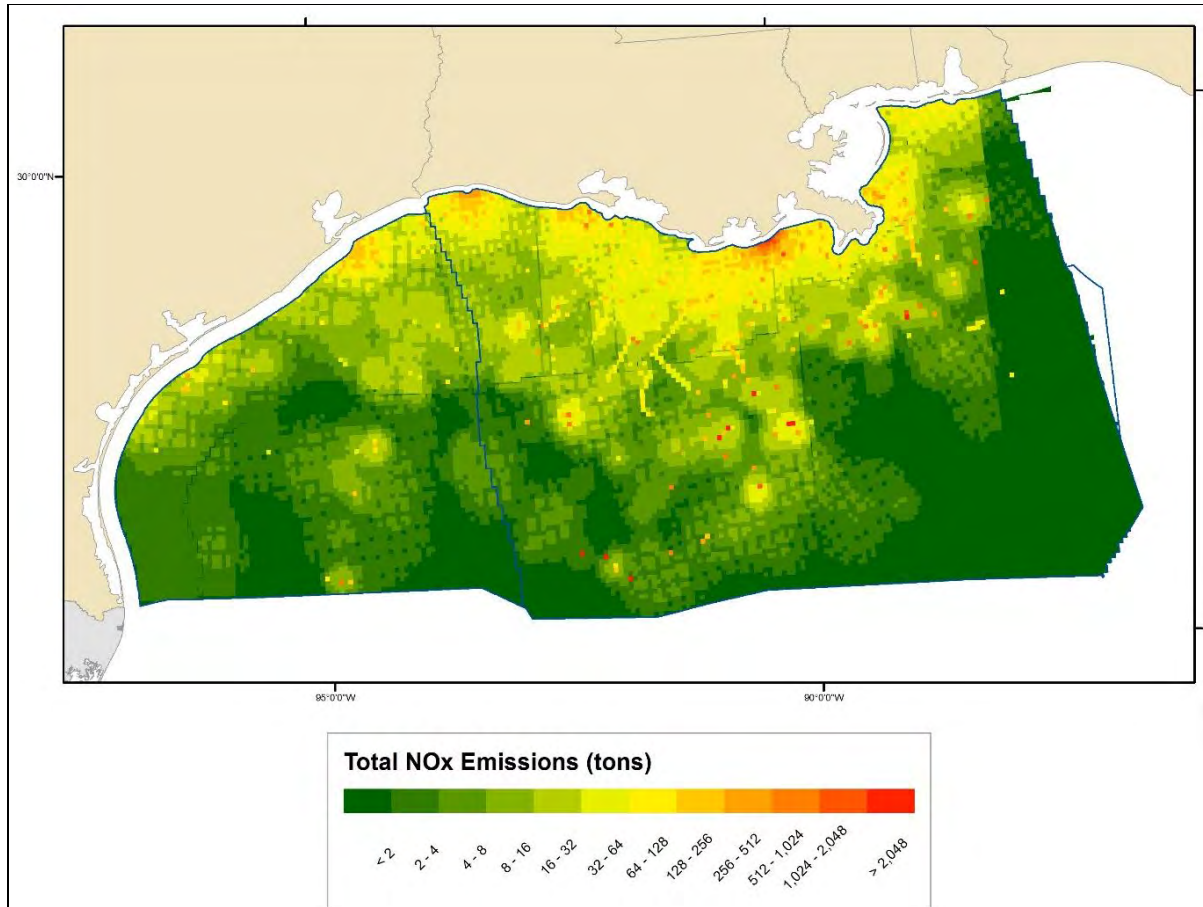 30°0'0"N
95°0'0"W
90°0'0"W
Total NOx Emissions (tons)
< 2
2 - 4
4 - 8
8 - 16
16 - 32
32 - 64
64 - 128
128 - 256
256 - 512
512 - 1,024
1,024 - 2,048
> 2,048